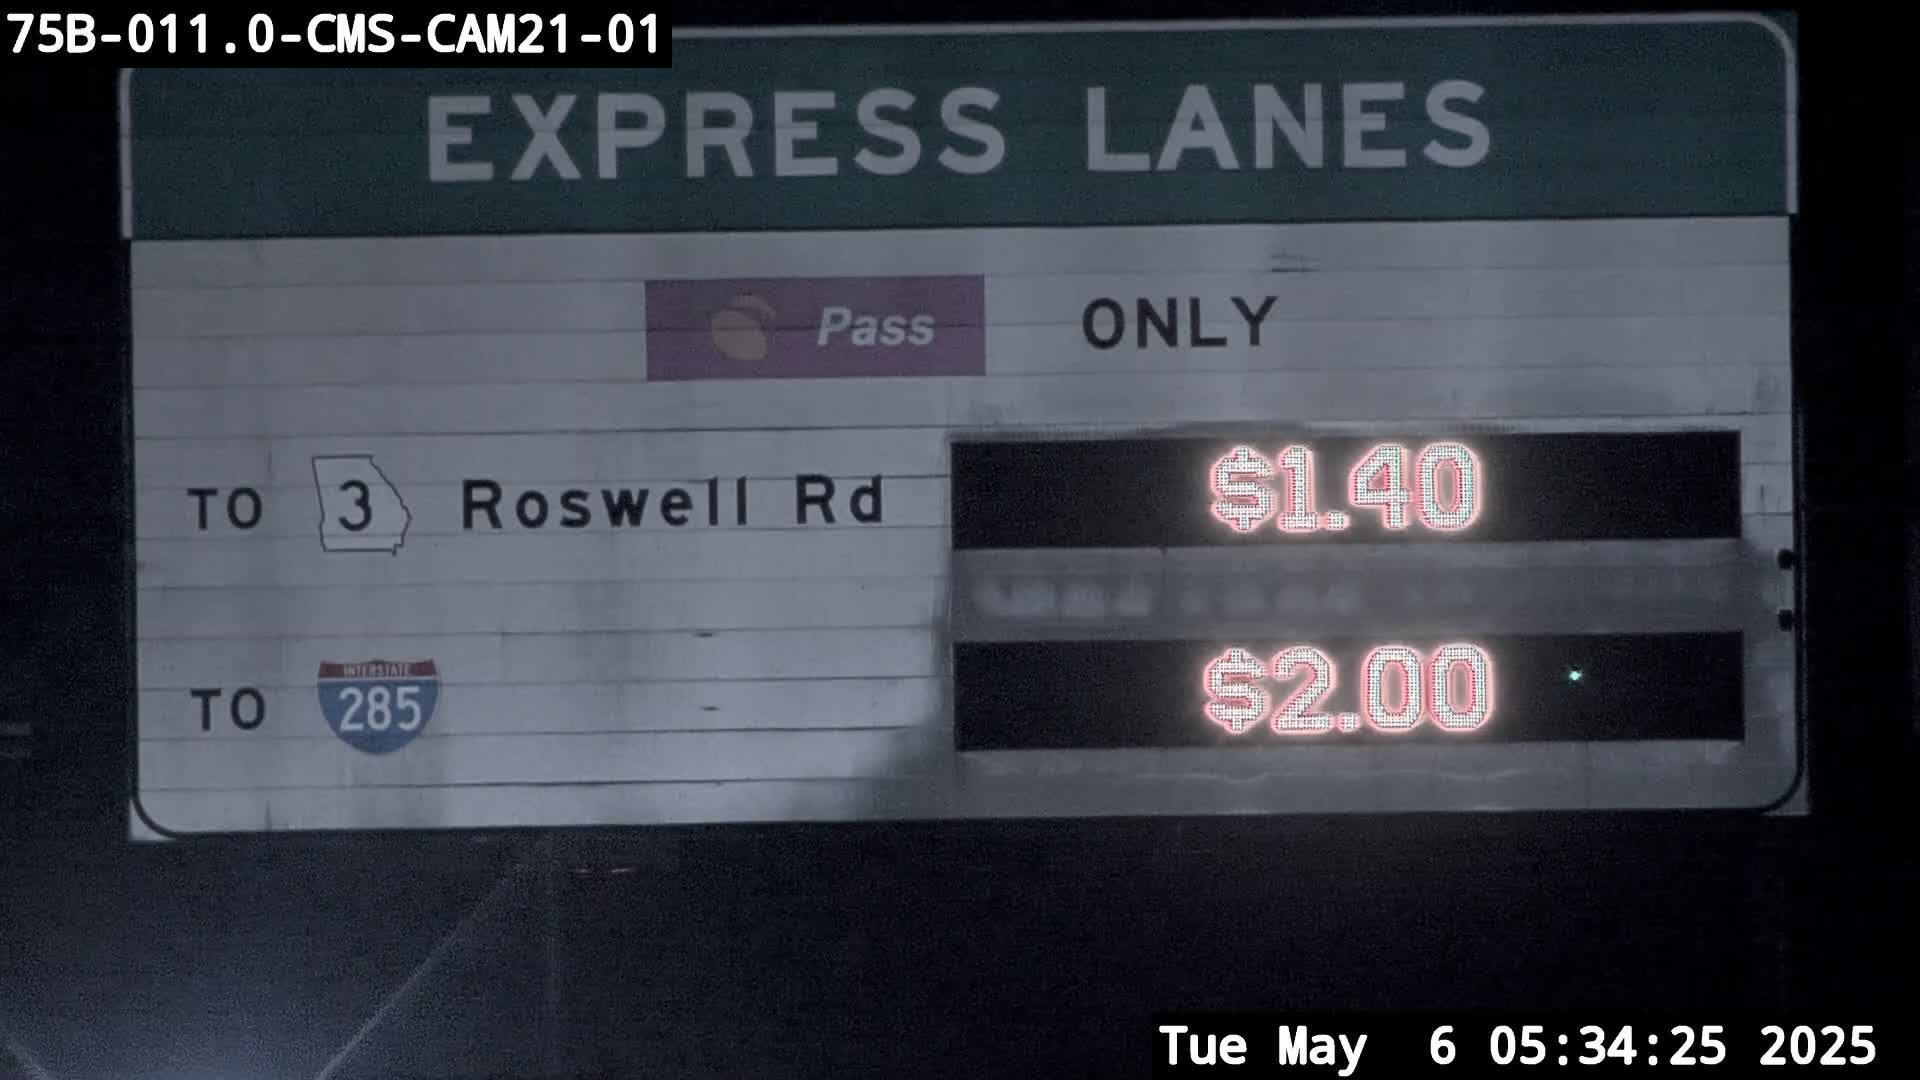 75B-011.0-CMS-CAM21-01
EXPRESS LANES
Pass ONLY
TO 3 Roswell Rd $1.40
TO INTERSTATE 285 $2.00
Tue May 6 05:34:25 2025